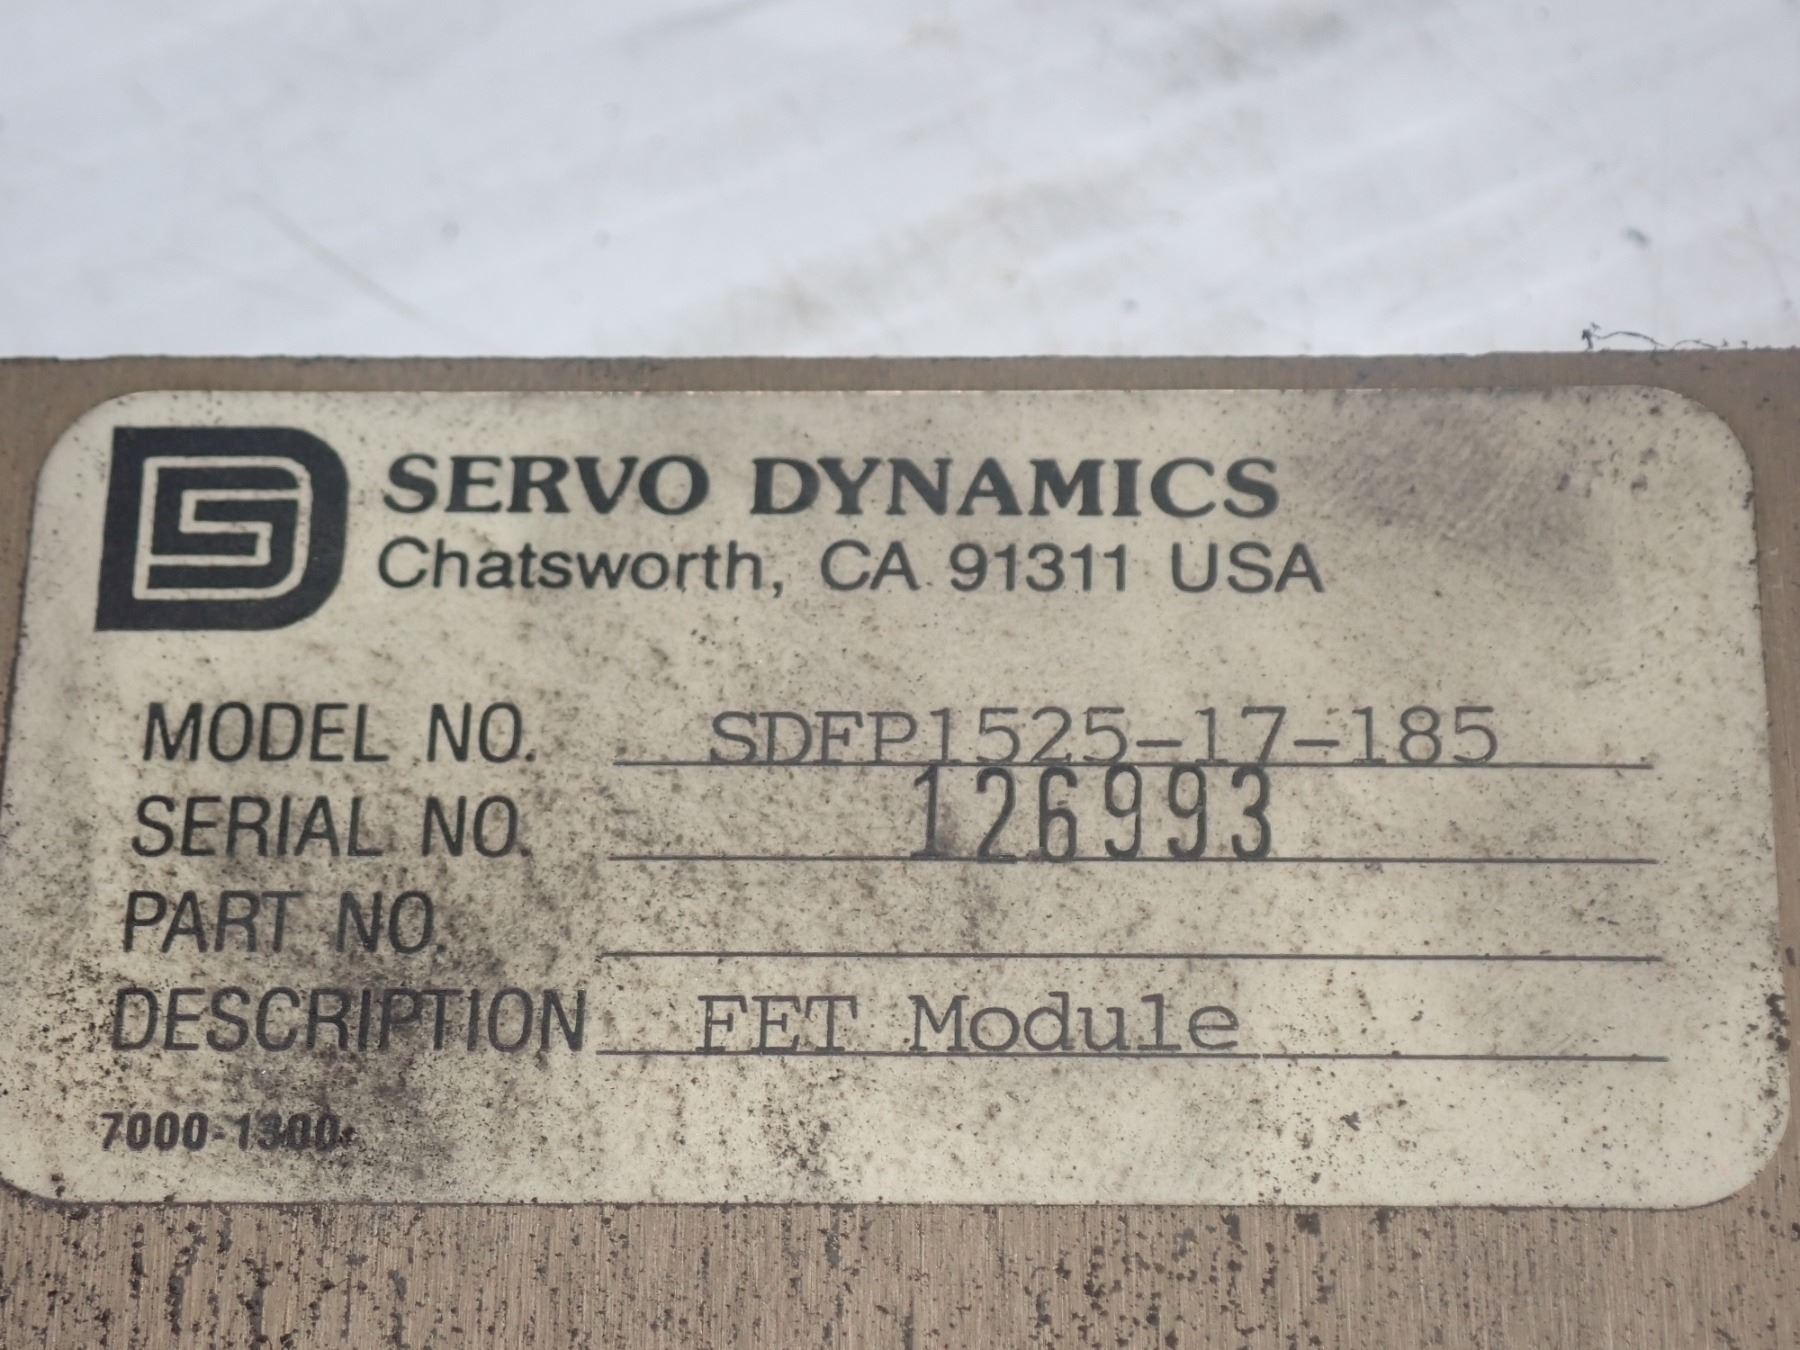 SD SERVO DYNAMICS
Chatsworth, CA 91311 USA
MODEL NO. SDFP1525-17-185
SERIAL NO. 126993
PART NO.
DESCRIPTION FET Module
7000-1300